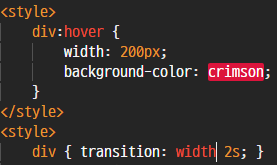 <style>
    div:hover {
        width: 200px;
        background-color: crimson;
    }
</style>
<style>
    div { transition: width 2s; }